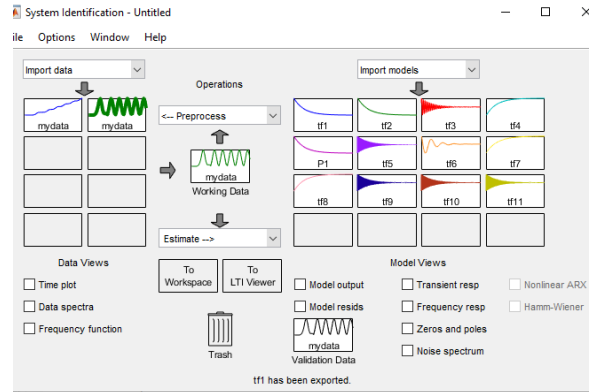 System Identification - Untitled
ile Options Window Help
Import data
Operations
Import models
mydata mydata
<-- Preprocess
tf1 tf2 tf3 tf4
mydata
Working Data
P1 tf5 tf6 tf7
tf8 tf9 tf10 tf11
Estimate -->
Data Views
To Workspace
To LTI Viewer
Model Views
Time plot
Data spectra
Frequency function
Trash
Model output
Model resids
mydata
Validation Data
Transient resp
Frequency resp
Zeros and poles
Noise spectrum
Nonlinear ARX
Hamm-Wiener
tf1 has been exported.